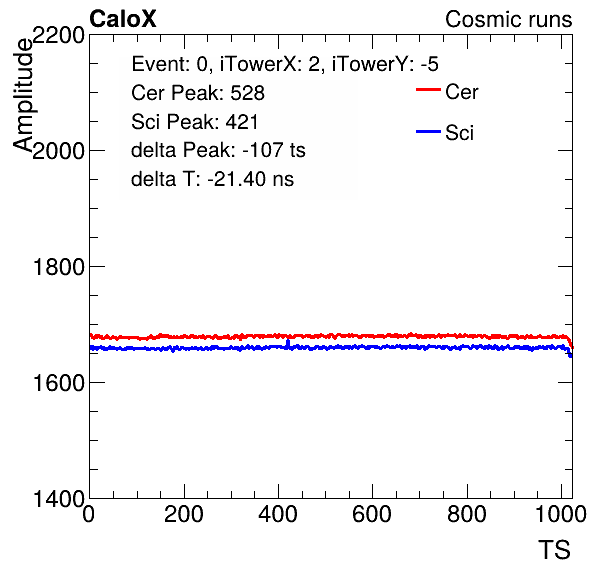 CaloX Cosmic runs
Amplitude
2200
2000
1800
1600
1400
Event: 0, iTowerX: 2, iTowerY: -5
Cer Peak: 528
Sci Peak: 421
delta Peak: -107 ts
delta T: -21.40 ns
Cer
Sci
0 200 400 600 800 1000
TS